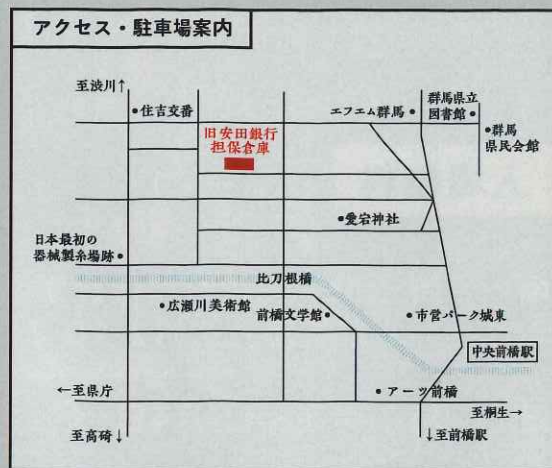 アクセス・駐車場案内
至渋川↑
•住吉交番
エフエム群馬•
群馬県立
図書館•
•群馬
県民会館
旧安田銀行
担保倉庫
•愛宕神社
日本最初の
器械製糸場跡•
比刀根橋
•広瀬川美術館
前橋文学館•
•市営パーク城東
中央前橋駅
←至県庁
•アーツ前橋
至桐生→
至高碕↓
↓至前橋駅